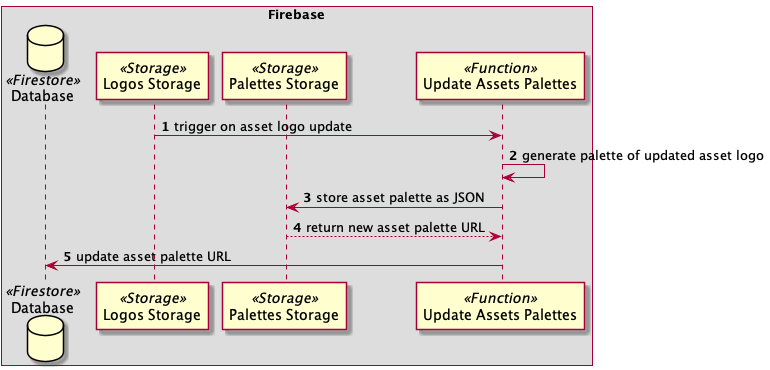 Firebase
«Firestore»
Database
«Storage»
Logos Storage
«Storage»
Palettes Storage
«Function»
Update Assets Palettes
1 trigger on asset logo update
2 generate palette of updated asset logo
3 store asset palette as JSON
4 return new asset palette URL
5 update asset palette URL
«Firestore»
Database
«Storage»
Logos Storage
«Storage»
Palettes Storage
«Function»
Update Assets Palettes